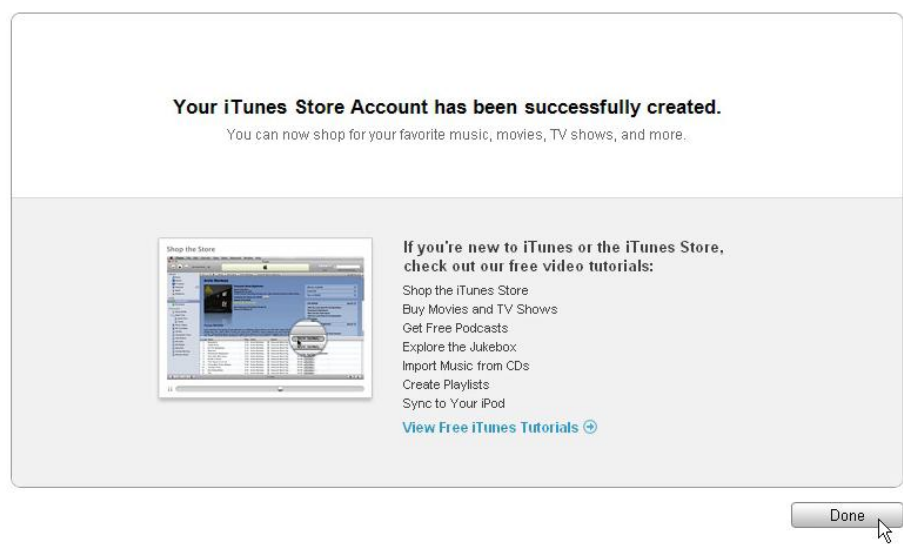 Your iTunes Store Account has been successfully created.
You can now shop for your favorite music, movies, TV shows, and more.
Shop the Store
If you're new to iTunes or the iTunes Store,
check out our free video tutorials:
Shop the iTunes Store
Buy Movies and TV Shows
Get Free Podcasts
Explore the Jukebox
Import Music from CDs
Create Playlists
Sync to Your iPod
View Free iTunes Tutorials
Done